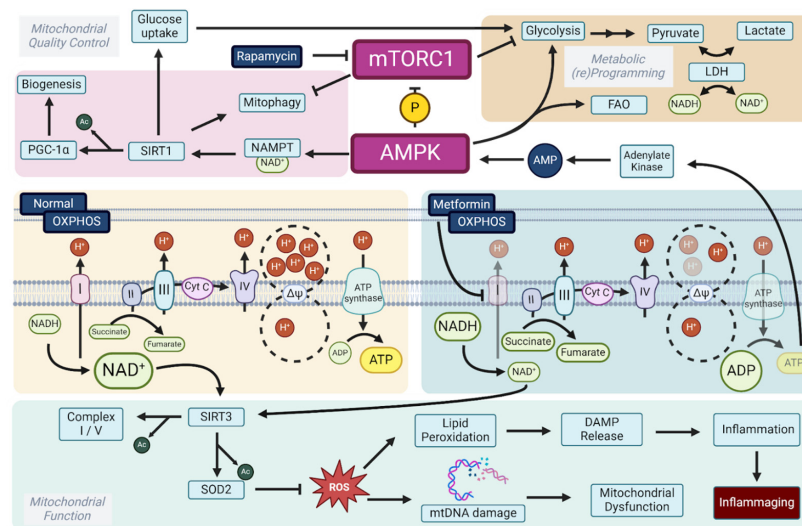 Mitochondrial
Quality Control
Glucose
uptake
Rapamycin
mTORC1
Glycolysis
Pyruvate
Lactate
Metabolic
(re)Programming
LDH
NADH
NAD⁺
FAO
Biogenesis
Mitophagy
P
Ac
PGC-1α
SIRT1
NAMPT
NAD⁺
AMPK
AMP
Adenylate
Kinase
Normal
OXPHOS
H⁺
H⁺
H⁺
H⁺
H⁺
H⁺
H⁺
H⁺
H⁺
H⁺
I
II
III
Cyt C
IV
Δψ
ATP
synthase
H⁺
NADH
Succinate
Fumarate
NAD⁺
ADP
ATP
Metformin
OXPHOS
H⁺
H⁺
H⁺
H⁺
H⁺
H⁺
H⁺
I
II
III
Cyt C
IV
Δψ
ATP
synthase
H⁺
NADH
Succinate
Fumarate
NAD⁺
ADP
ATP
Complex
I / V
SIRT3
Ac
Ac
SOD2
ROS
Lipid
Peroxidation
DAMP
Release
Inflammation
mtDNA damage
Mitochondrial
Dysfunction
Inflammaging
Mitochondrial
Function